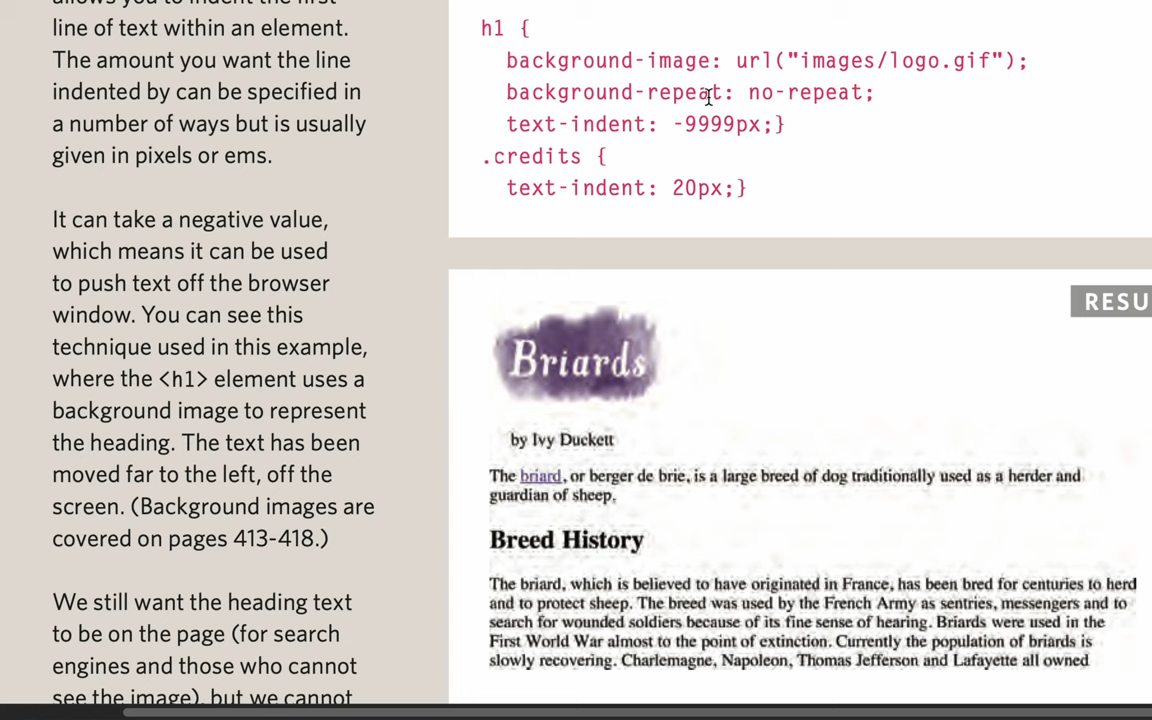 allows you to indent the first
line of text within an element.
The amount you want the line
indented by can be specified in
a number of ways but is usually
given in pixels or ems.
It can take a negative value,
which means it can be used
to push text off the browser
window. You can see this
technique used in this example,
where the <h1> element uses a
background image to represent
the heading. The text has been
moved far to the left, off the
screen. (Background images are
covered on pages 413-418.)
We still want the heading text
to be on the page (for search
engines and those who cannot
see the image), but we cannot
h1 {
background-image: url("images/logo.gif");
background-repeat: no-repeat;
text-indent: -9999px;}
.credits {
text-indent: 20px;}
RESU
Briards
by Ivy Duckett
The briard, or berger de brie, is a large breed of dog traditionally used as a herder and
guardian of sheep.
Breed History
The briard, which is believed to have originated in France, has been bred for centuries to herd
and to protect sheep. The breed was used by the French Army as sentries, messengers and to
search for wounded soldiers because of its fine sense of hearing. Briards were used in the
First World War almost to the point of extinction. Currently the population of briards is
slowly recovering. Charlemagne, Napoleon, Thomas Jefferson and Lafayette all owned